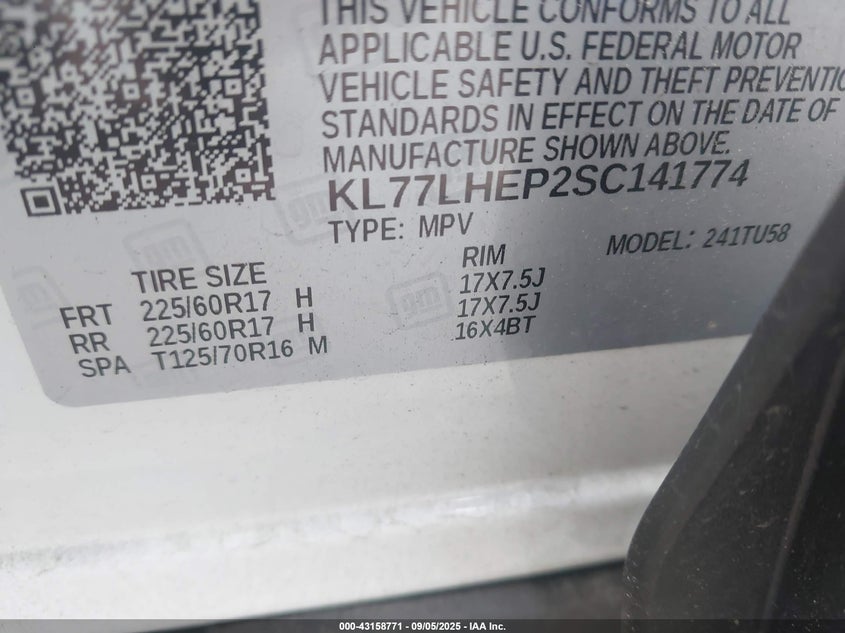 THIS VEHICLE CONFORMS TO ALL
APPLICABLE U.S. FEDERAL MOTOR
VEHICLE SAFETY AND THEFT PREVENTIO
STANDARDS IN EFFECT ON THE DATE OF
MANUFACTURE SHOWN ABOVE.
KL77LHEP2SC141774
TYPE: MPV MODEL: 241TU58
TIRE SIZE RIM
FRT 225/60R17 H 17X7.5J
RR 225/60R17 H 17X7.5J
SPA T125/70R16 M 16X4BT
gm
000-43158771 - 09/05/2025 - IAA Inc.